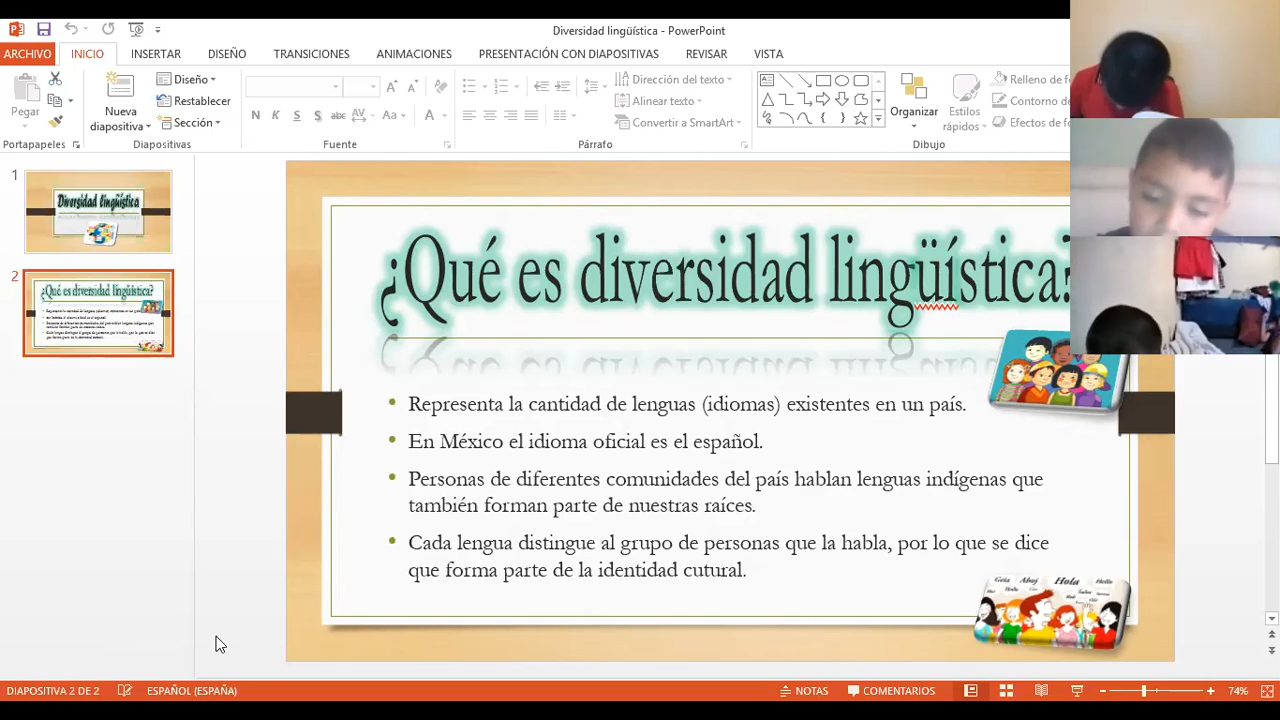 Diversidad lingüística - PowerPoint
ARCHIVO INICIO INSERTAR DISEÑO TRANSICIONES ANIMACIONES PRESENTACIÓN CON DIAPOSITIVAS REVISAR VISTA
Pegar
Nueva diapositiva
Diseño
Restablecer
Sección
N K S abc AV Aa A
Dirección del texto
Alinear texto
Convertir a SmartArt
Organizar
Estilos rápidos
Relleno de
Contorno de
Efectos de
Portapapeles Diapositivas Fuente Párrafo Dibujo
1
Diversidad lingüística
2
¿Qué es diversidad lingüística?
¿Qué es diversidad lingüística?
• Representa la cantidad de lenguas (idiomas) existentes en un país.
• En México el idioma oficial es el español.
• Personas de diferentes comunidades del país hablan lenguas indígenas que
también forman parte de nuestras raíces.
• Cada lengua distingue al grupo de personas que la habla, por lo que se dice
que forma parte de la identidad cutural.
Hola
DIAPOSITIVA 2 DE 2 ESPAÑOL (ESPAÑA) NOTAS COMENTARIOS 74%